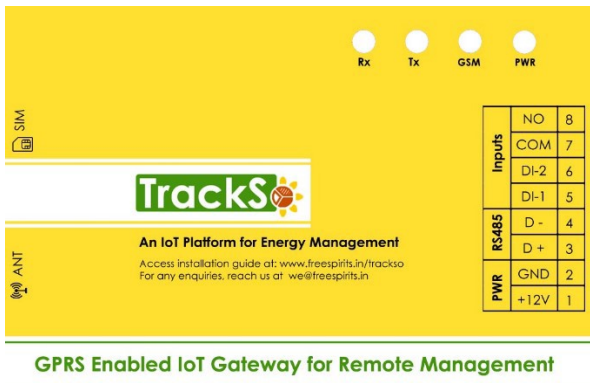 Rx Tx GSM PWR
SIM
NO 8
COM 7
Inputs
DI-2 6
DI-1 5
RS485
D - 4
D + 3
PWR
GND 2
+12V 1
TrackSo
An IoT Platform for Energy Management
Access installation guide at: www.freespirits.in/trackso
For any enquiries, reach us at we@freespirits.in
ANT
GPRS Enabled IoT Gateway for Remote Management